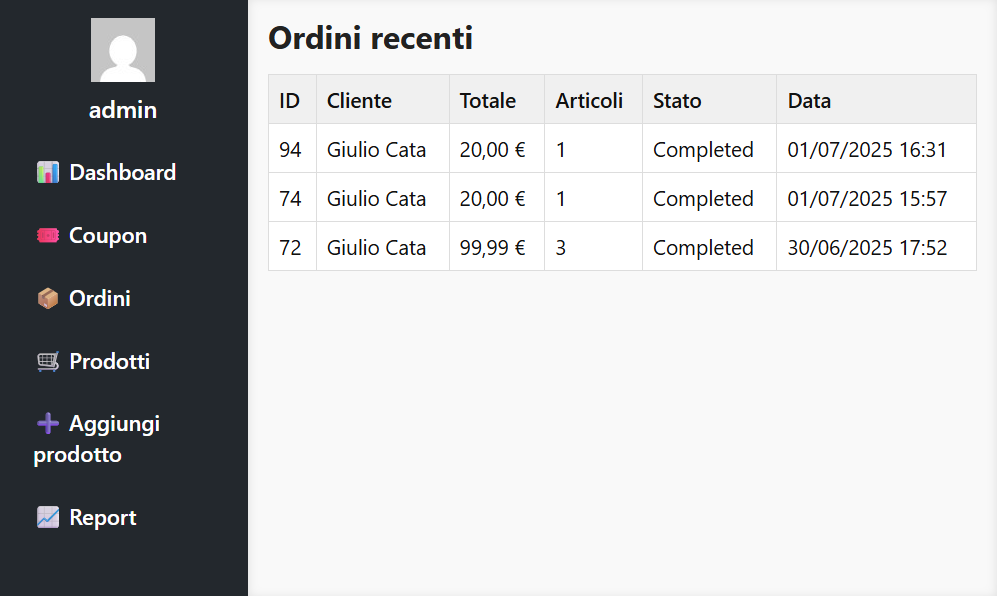 admin
Dashboard
Coupon
Ordini
Prodotti
Aggiungi
prodotto
Report
Ordini recenti
ID Cliente Totale Articoli Stato Data
94 Giulio Cata 20,00 € 1 Completed 01/07/2025 16:31
74 Giulio Cata 20,00 € 1 Completed 01/07/2025 15:57
72 Giulio Cata 99,99 € 3 Completed 30/06/2025 17:52